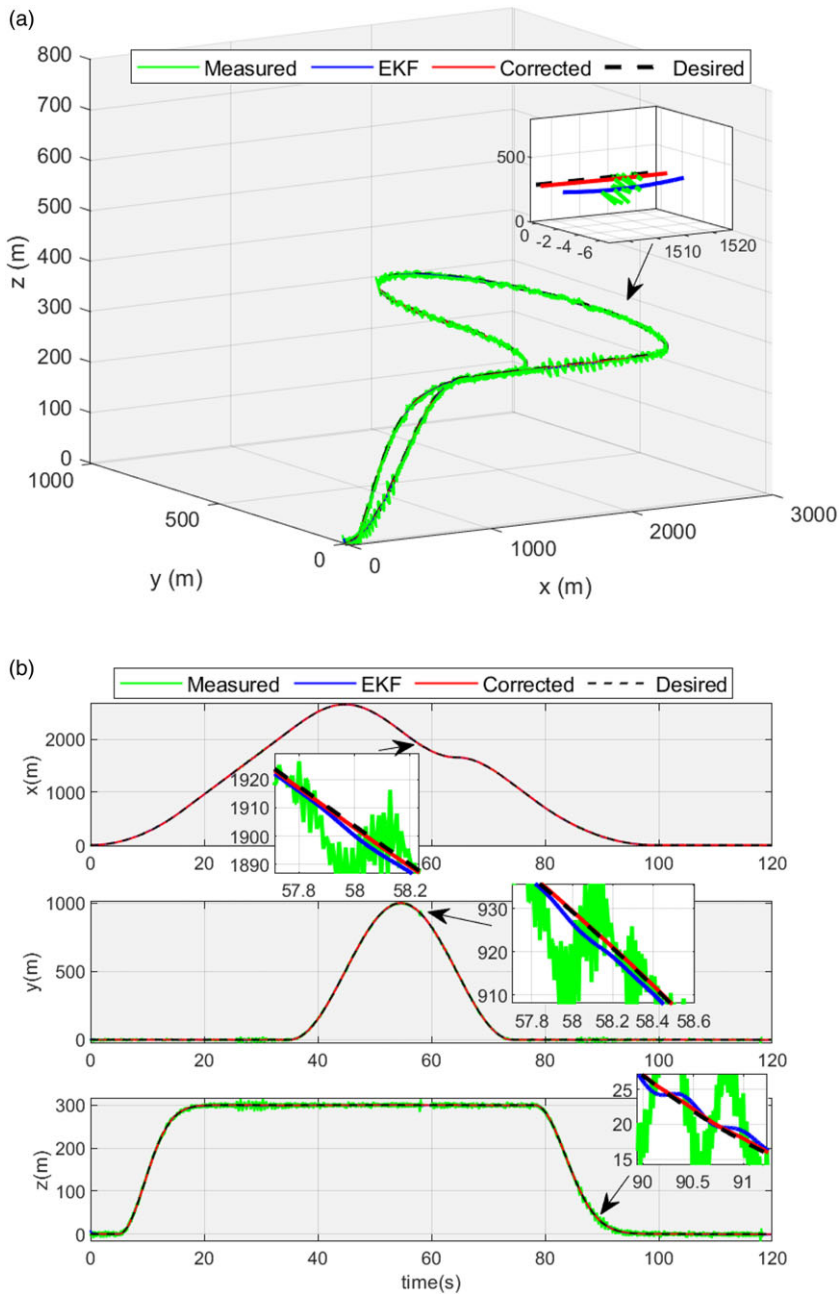 (a)
Measured EKF Corrected Desired
800
700
600
500
400
300
200
100
0
z (m)
1000
500
0
y (m)
0
1000
2000
3000
x (m)
500
0
0 -2 -4 -6
1510 1520
(b)
Measured EKF Corrected Desired
x(m)
2000
1000
0
0 20 40 60 80 100 120
1920
1910
1900
1890
57.8 58 58.2
y(m)
1000
500
0
0 20 40 60 80 100 120
930
920
910
57.8 58 58.2 58.4 58.6
z(m)
300
200
100
0
0 20 40 60 80 100 120
25
20
15
90 90.5 91
time(s)